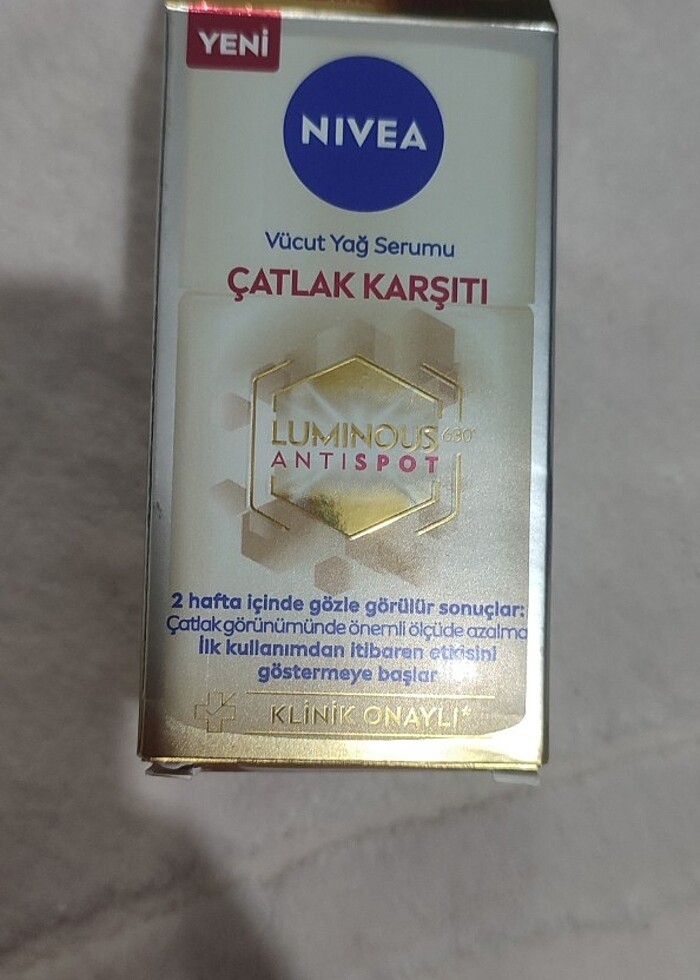 YENİ
NIVEA
Vücut Yağ Serumu
ÇATLAK KARŞITI
LUMINOUS 630°
ANTISPOT
2 hafta içinde gözle görülür sonuçlar:
Çatlak görünümünde önemli ölçüde azalma
İlk kullanımdan itibaren etkisini
göstermeye başlar
KLİNİK ONAYLI*